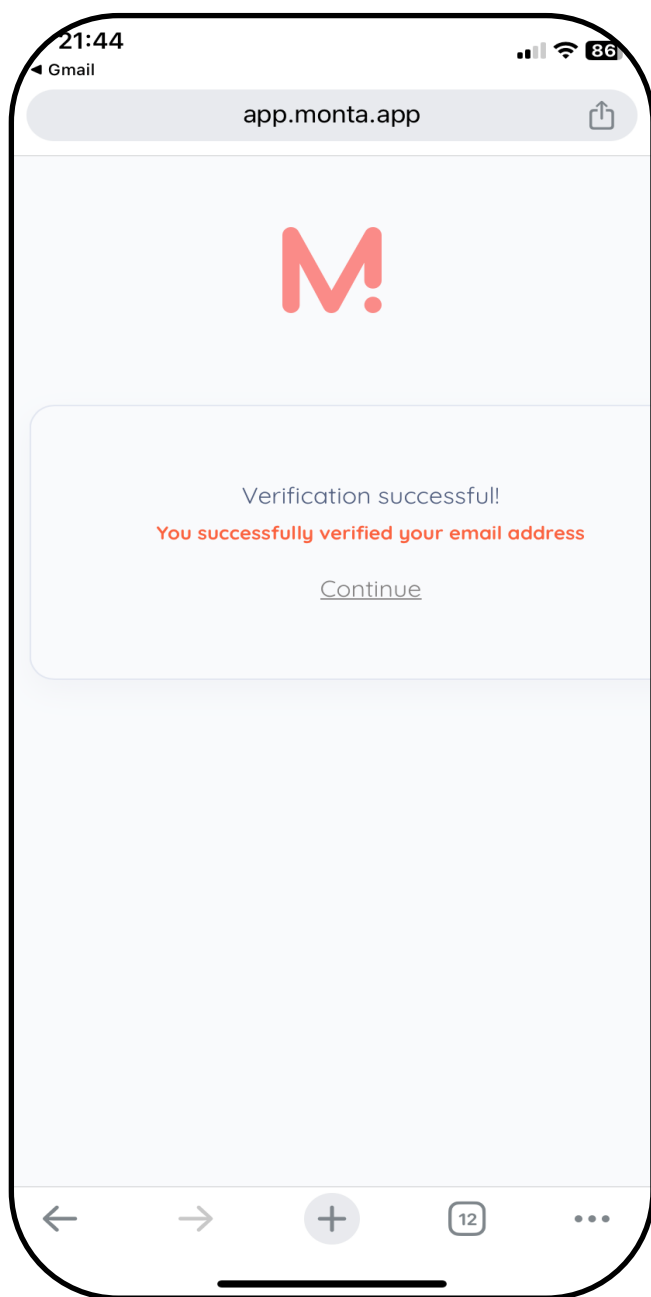 21:44
86
◀ Gmail
app.monta.app
M
Verification successful!
You successfully verified your email address
Continue
12